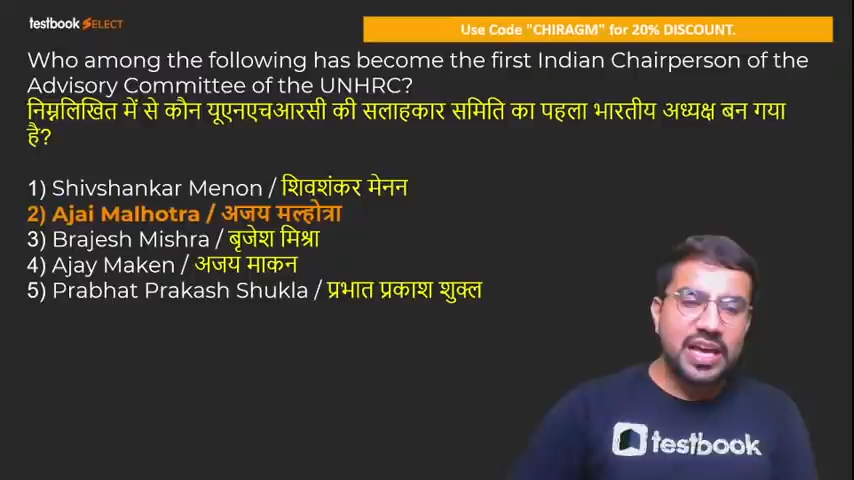 testbook SELECT
Use Code "CHIRAGM" for 20% DISCOUNT.
Who among the following has become the first Indian Chairperson of the
Advisory Committee of the UNHRC?
निम्नलिखित में से कौन यूएनएचआरसी की सलाहकार समिति का पहला भारतीय अध्यक्ष बन गया
है?
1) Shivshankar Menon / शिवशंकर मेनन
2) Ajai Malhotra / अजय मल्होत्रा
3) Brajesh Mishra / बृजेश मिश्रा
4) Ajay Maken / अजय माकन
5) Prabhat Prakash Shukla / प्रभात प्रकाश शुक्ल
testbook